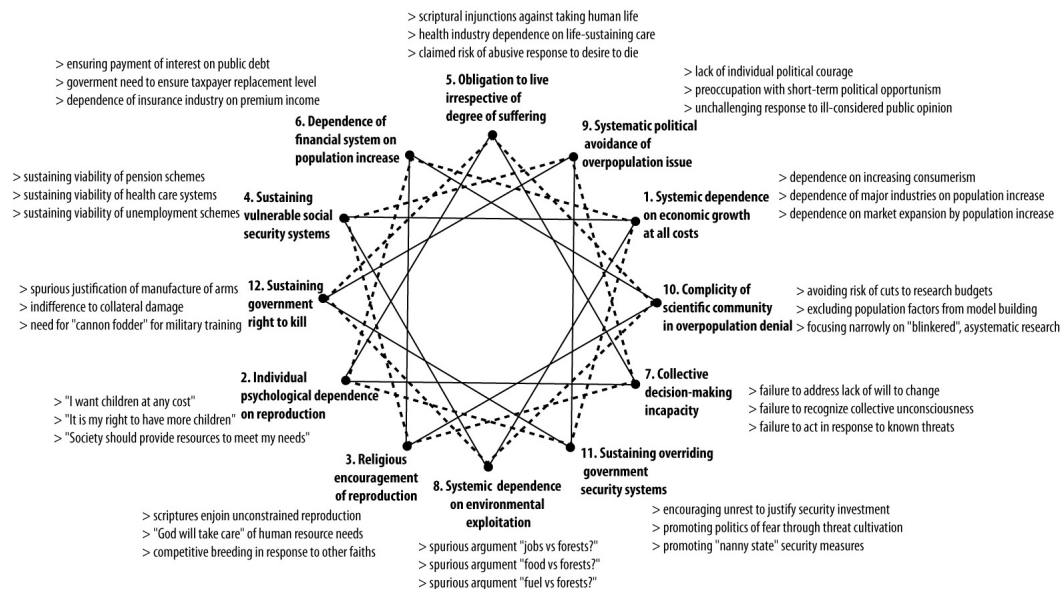 > scriptural injunctions against taking human life
> health industry dependence on life-sustaining care
> claimed risk of abusive response to desire to die
5. Obligation to live
irrespective of
degree of suffering
> ensuring payment of interest on public debt
> goverment need to ensure taxpayer replacement level
> dependence of insurance industry on premium income
6. Dependence of
financial system on
population increase
> lack of individual political courage
> preoccupation with short-term political opportunism
> unchallenging response to ill-considered public opinion
9. Systematic political
avoidance of
overpopulation issue
> sustaining viability of pension schemes
> sustaining viability of health care systems
> sustaining viability of unemployment schemes
4. Sustaining
vulnerable social
security systems
> dependence on increasing consumerism
> dependence of major industries on population increase
> dependence on market expansion by population increase
1. Systemic dependence
on economic growth
at all costs
> spurious justification of manufacture of arms
> indifference to collateral damage
> need for "cannon fodder" for military training
12. Sustaining
government
right to kill
10. Complicity of
scientific community
in overpopulation denial
> avoiding risk of cuts to research budgets
> excluding population factors from model building
> focusing narrowly on "blinkered", asystematic research
2. Individual
psychological dependence
on reproduction
> "I want children at any cost"
> "It is my right to have more children"
> "Society should provide resources to meet my needs"
7. Collective
decision-making
incapacity
> failure to address lack of will to change
> failure to recognize collective unconsciousness
> failure to act in response to known threats
3. Religious
encouragement
of reproduction
> scriptures enjoin unconstrained reproduction
> "God will take care" of human resource needs
> competitive breeding in response to other faiths
8. Systemic dependence
on environmental
exploitation
> spurious argument "jobs vs forests?"
> spurious argument "food vs forests?"
> spurious argument "fuel vs forests?"
11. Sustaining overriding
government
security systems
> encouraging unrest to justify security investment
> promoting politics of fear through threat cultivation
> promoting "nanny state" security measures